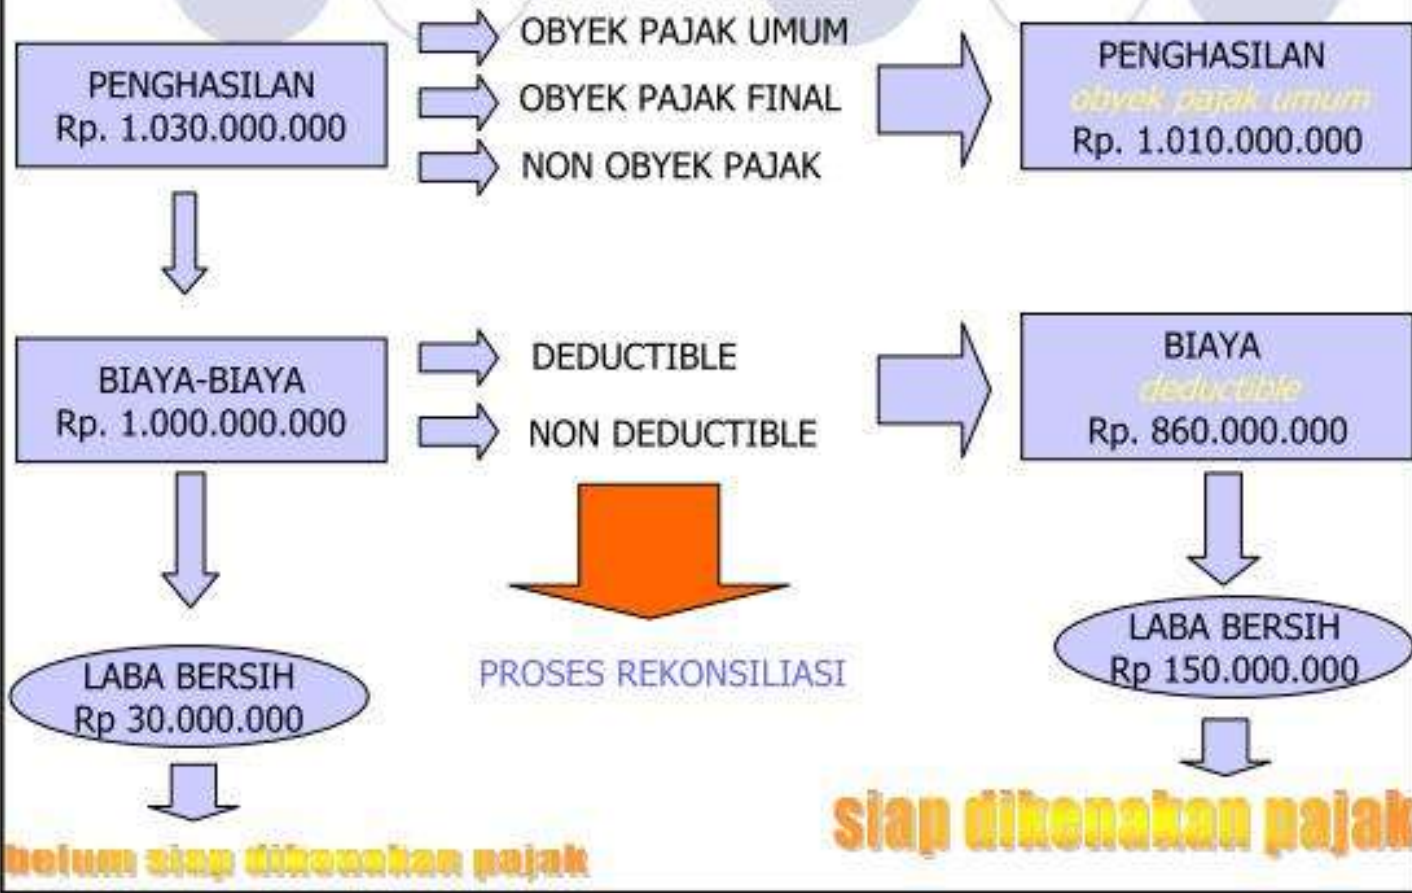 PENGHASILAN
Rp. 1.030.000.000
OBYEK PAJAK UMUM
OBYEK PAJAK FINAL
NON OBYEK PAJAK
PENGHASILAN
obyek pajak umum
Rp. 1.010.000.000
BIAYA-BIAYA
Rp. 1.000.000.000
DEDUCTIBLE
NON DEDUCTIBLE
BIAYA
deductible
Rp. 860.000.000
LABA BERSIH
Rp 30.000.000
PROSES REKONSILIASI
LABA BERSIH
Rp 150.000.000
belum siap dikenakan pajak
siap dikenakan pajak